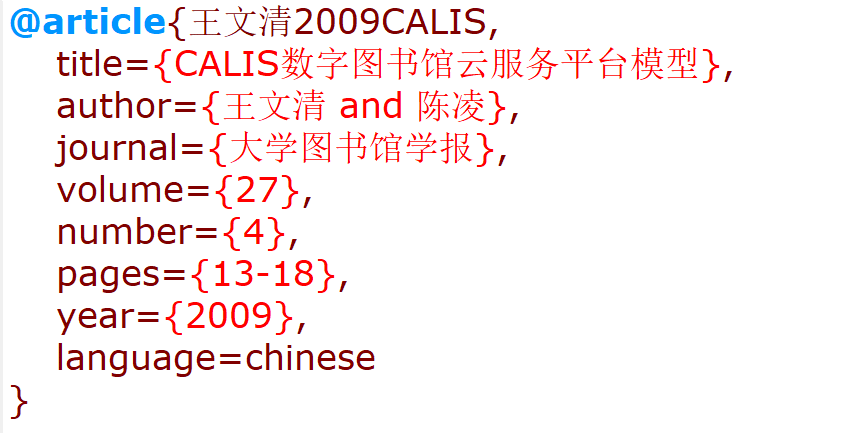 @article{王文清2009CALIS,
title={CALIS数字图书馆云服务平台模型},
author={王文清 and 陈凌},
journal={大学图书馆学报},
volume={27},
number={4},
pages={13-18},
year={2009},
language=chinese
}